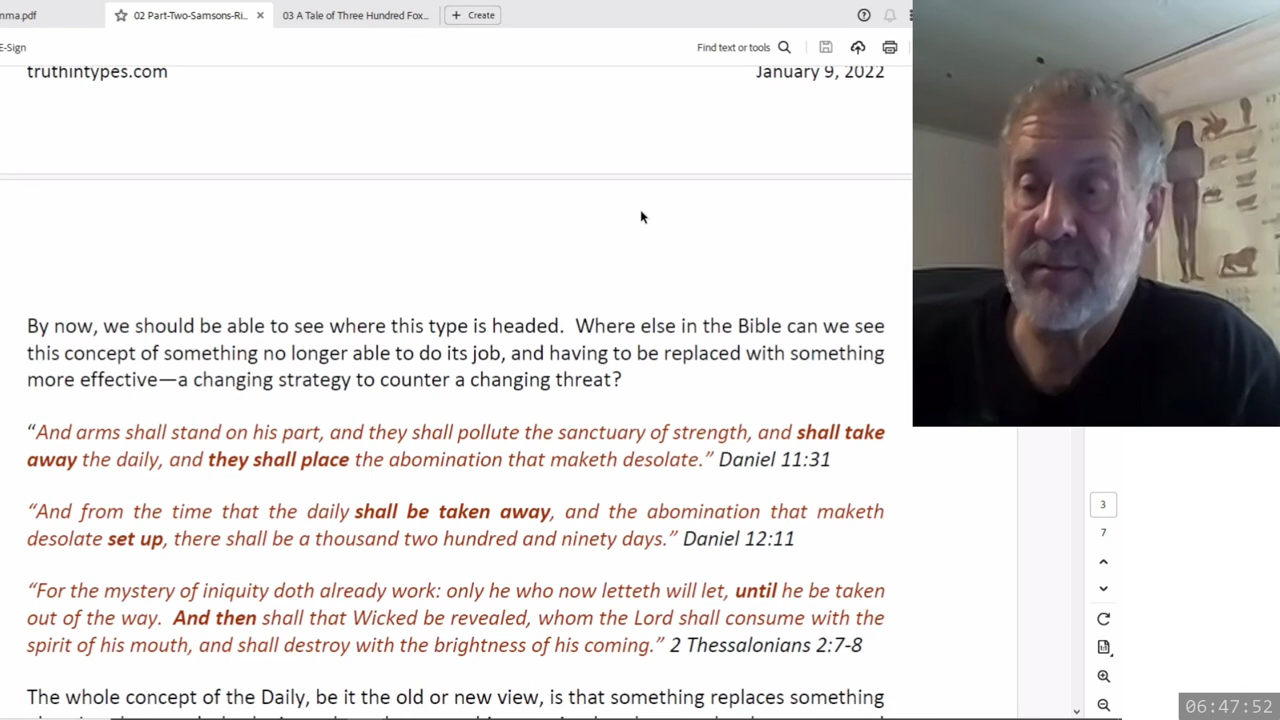 mma.pdf
02 Part-Two-Samsons-Ri...
03 A Tale of Three Hundred Fox...
+ Create
E-Sign
Find text or tools
truthintypes.com January 9, 2022
By now, we should be able to see where this type is headed. Where else in the Bible can we see
this concept of something no longer able to do its job, and having to be replaced with something
more effective—a changing strategy to counter a changing threat?
“And arms shall stand on his part, and they shall pollute the sanctuary of strength, and shall take
away the daily, and they shall place the abomination that maketh desolate.” Daniel 11:31
“And from the time that the daily shall be taken away, and the abomination that maketh
desolate set up, there shall be a thousand two hundred and ninety days.” Daniel 12:11
“For the mystery of iniquity doth already work: only he who now letteth will let, until he be taken
out of the way. And then shall that Wicked be revealed, whom the Lord shall consume with the
spirit of his mouth, and shall destroy with the brightness of his coming.” 2 Thessalonians 2:7-8
The whole concept of the Daily, be it the old or new view, is that something replaces something
3
7
06:47:52